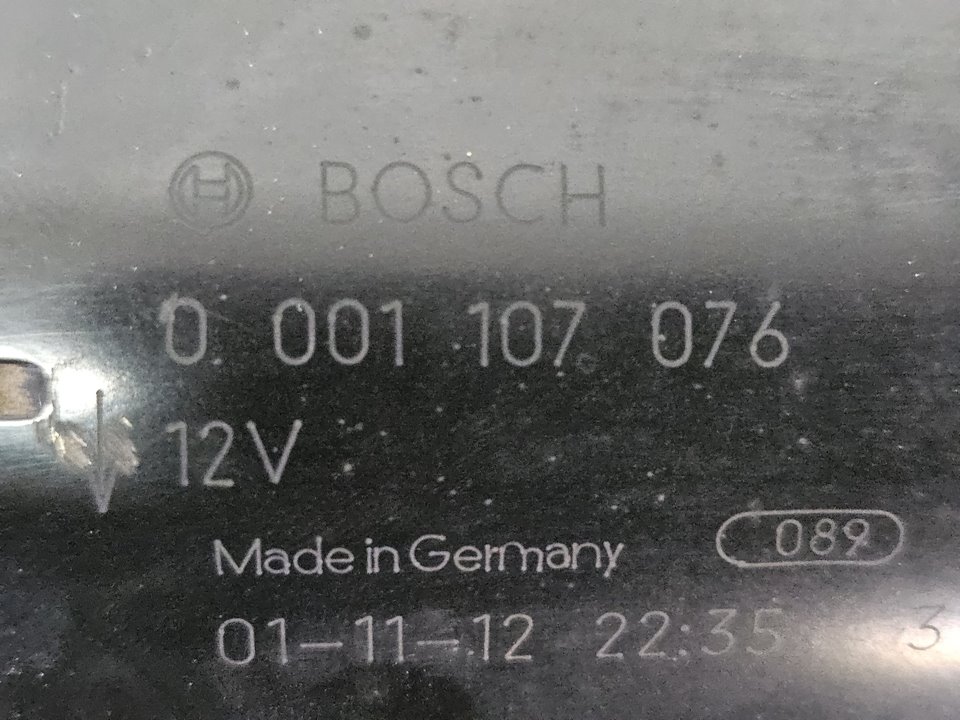 BOSCH
0 001 107 076
12V
Made in Germany 089
01-11-12 22:35 3